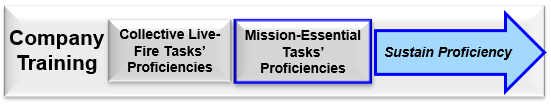 Company
Training
Collective Live-
Fire Tasks'
Proficiencies
Mission-Essential
Tasks'
Proficiencies
Sustain Proficiency